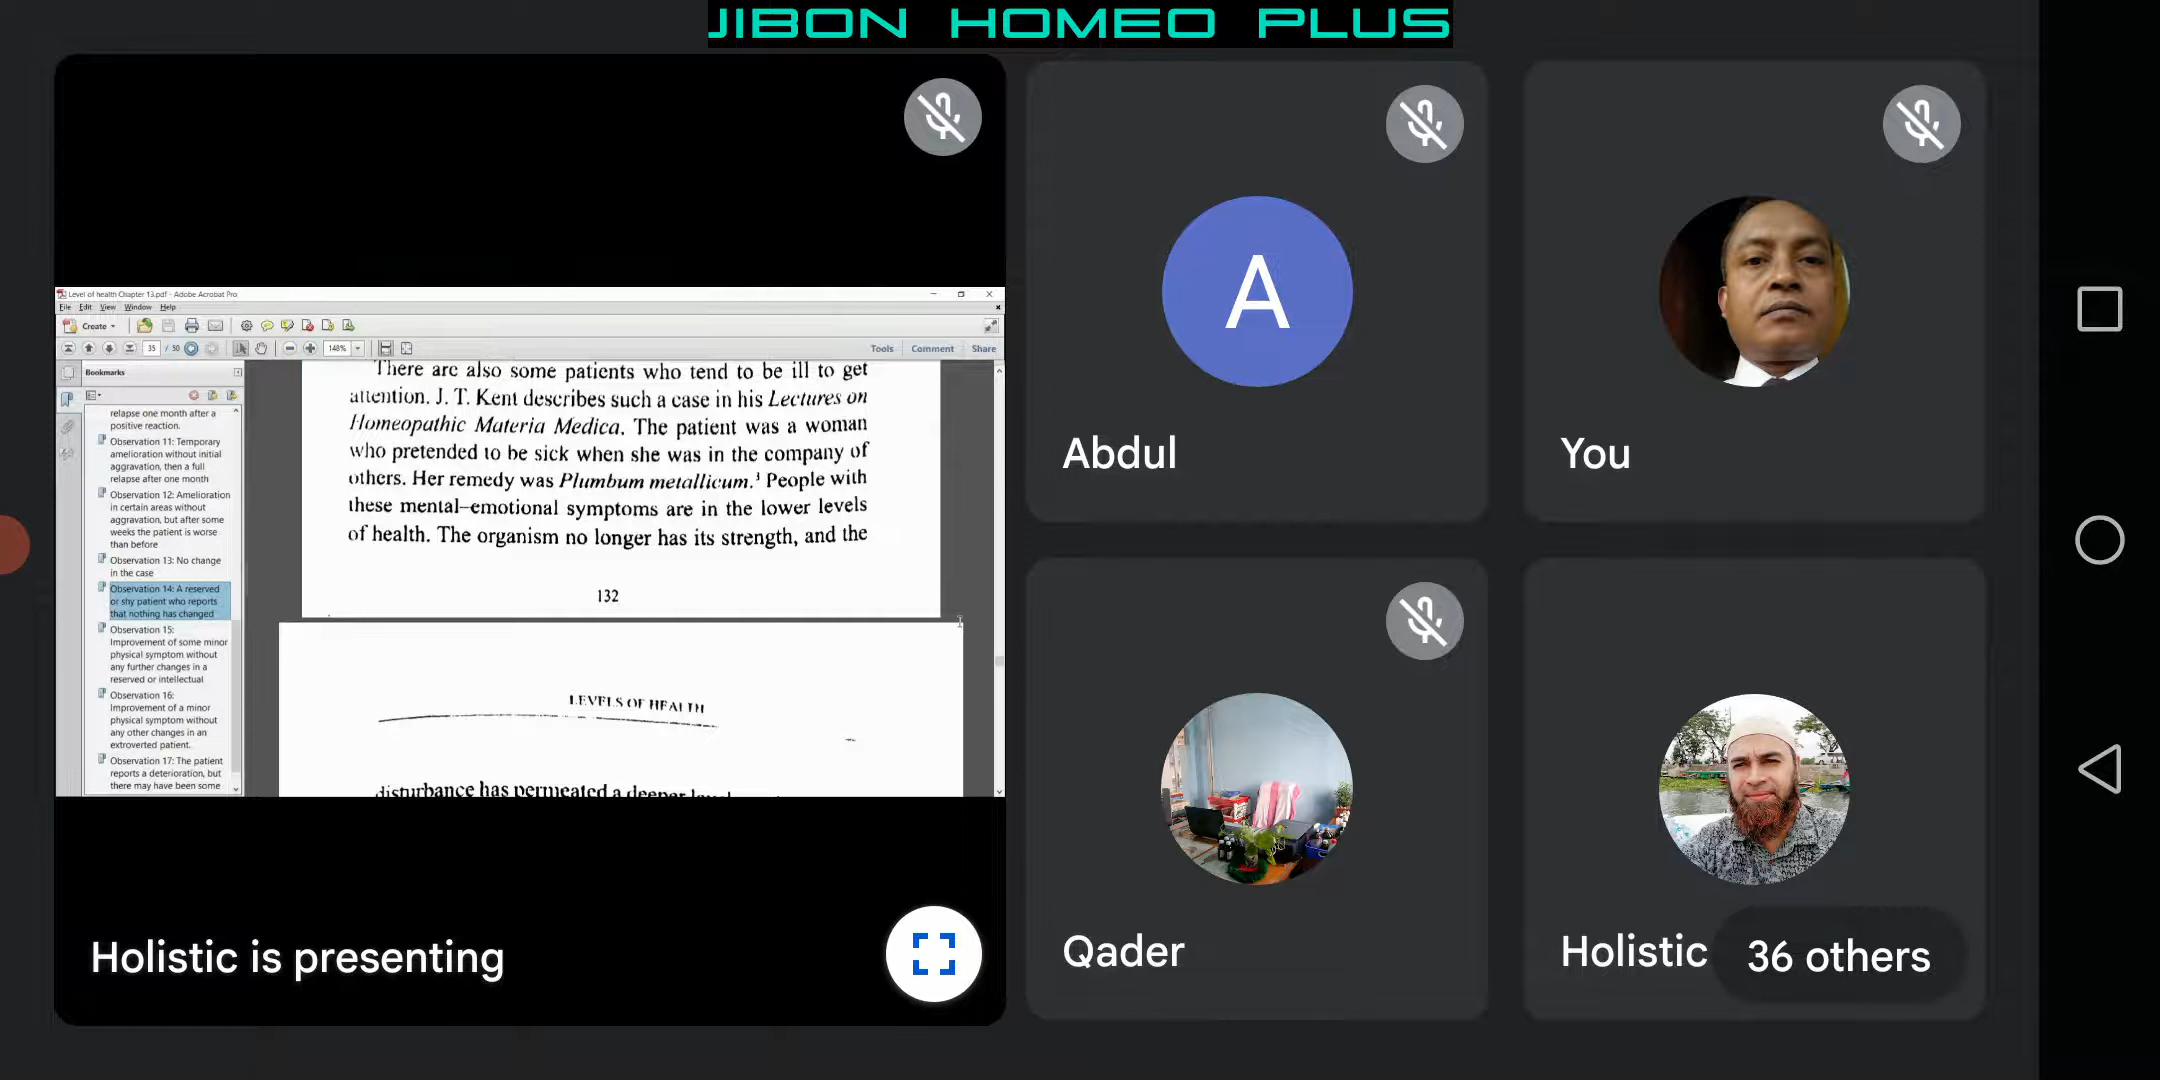 JIBON HOMEO PLUS
Level of health Chapter 13.pdf - Adobe Acrobat Pro
File Edit View Window Help
Create
35 / 50
148%
Tools Comment Share
Bookmarks
relapse one month after a
positive reaction.
Observation 11: Temporary
amelioration without initial
aggravation, then a full
relapse after one month
Observation 12: Amelioration
in certain areas without
aggravation, but after some
weeks the patient is worse
than before
Observation 13: No change
in the case
Observation 14: A reserved
or shy patient who reports
that nothing has changed
Observation 15:
Improvement of some minor
physical symptom without
any further changes in a
reserved or intellectual
Observation 16:
Improvement of a minor
physical symptom without
any other changes in an
extroverted patient.
Observation 17: The patient
reports a deterioration, but
there may have been some
There are also some patients who tend to be ill to get
attention. J. T. Kent describes such a case in his Lectures on
Homeopathic Materia Medica. The patient was a woman
who pretended to be sick when she was in the company of
others. Her remedy was Plumbum metallicum.³ People with
these mental–emotional symptoms are in the lower levels
of health. The organism no longer has its strength, and the
132
LEVELS OF HEALTH
disturbance has permeated a deeper
Holistic is presenting
A
Abdul
You
Qader
Holistic
36 others